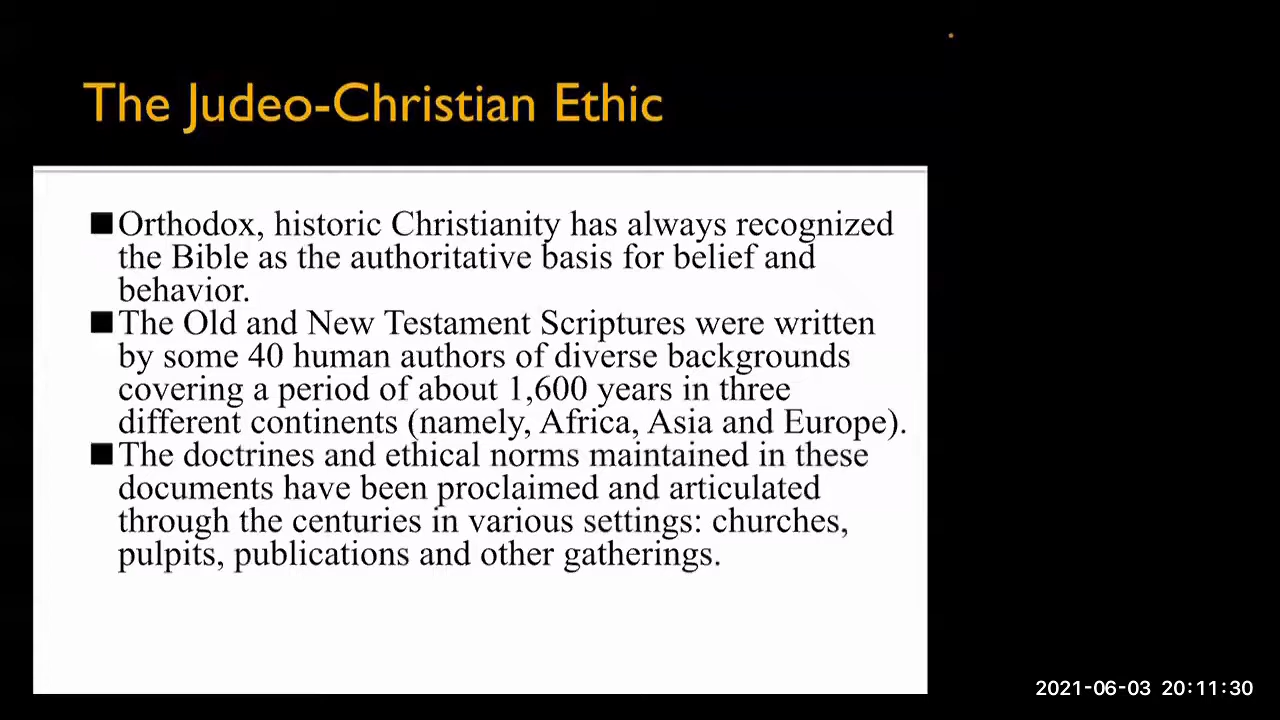 The Judeo-Christian Ethic
■Orthodox, historic Christianity has always recognized
the Bible as the authoritative basis for belief and
behavior.
■The Old and New Testament Scriptures were written
by some 40 human authors of diverse backgrounds
covering a period of about 1,600 years in three
different continents (namely, Africa, Asia and Europe).
■The doctrines and ethical norms maintained in these
documents have been proclaimed and articulated
through the centuries in various settings: churches,
pulpits, publications and other gatherings.
2021-06-03 20:11:30